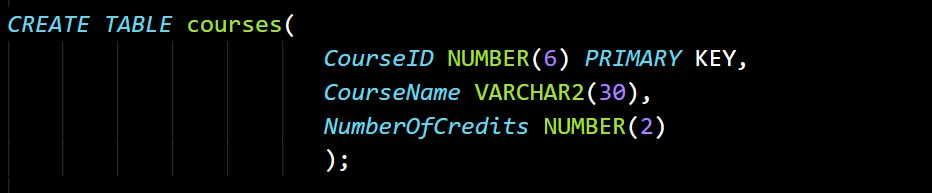 CREATE TABLE courses(
CourseID NUMBER(6) PRIMARY KEY,
CourseName VARCHAR2(30),
NumberOfCredits NUMBER(2)
);